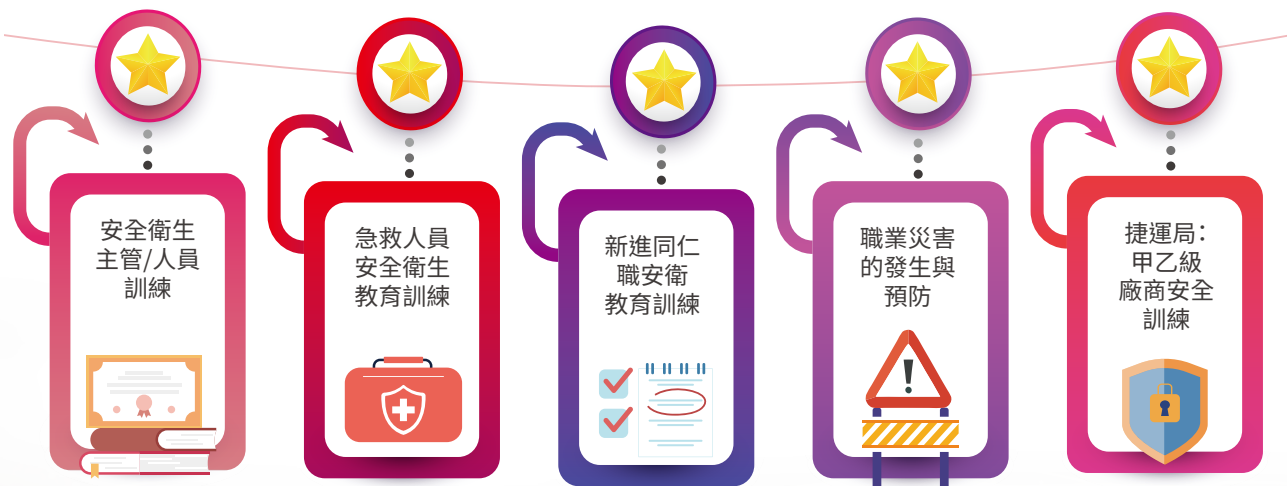 安全衛生
主管/人員
訓練
急救人員
安全衛生
教育訓練
新進同仁
職安衛
教育訓練
職業災害
的發生與
預防
捷運局：
甲乙級
廠商安全
訓練